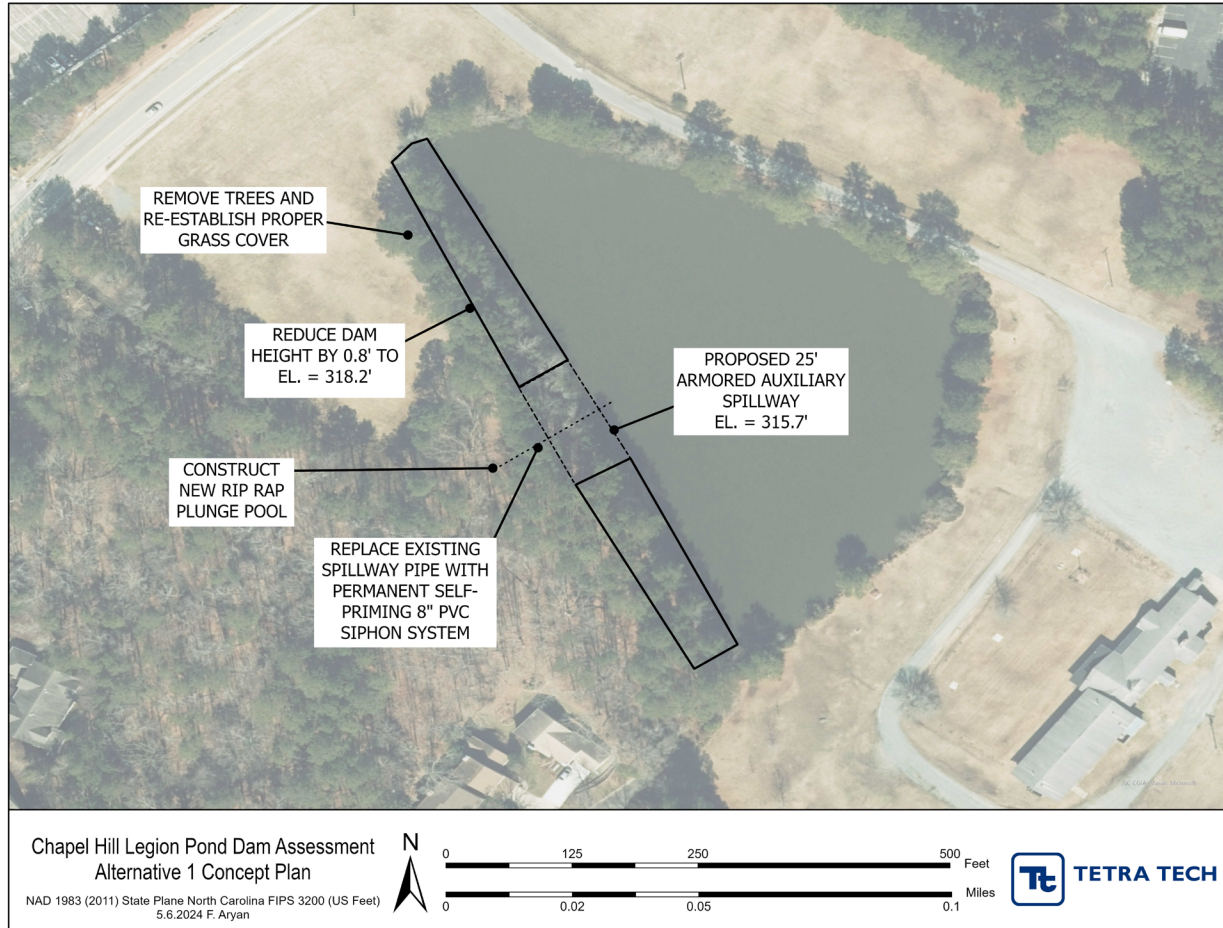 REMOVE TREES AND
RE-ESTABLISH PROPER
GRASS COVER
REDUCE DAM
HEIGHT BY 0.8' TO
EL. = 318.2'
PROPOSED 25'
ARMORED AUXILIARY
SPILLWAY
EL. = 315.7'
CONSTRUCT
NEW RIP RAP
PLUNGE POOL
REPLACE EXISTING
SPILLWAY PIPE WITH
PERMANENT SELF-
PRIMING 8" PVC
SIPHON SYSTEM
Chapel Hill Legion Pond Dam Assessment
Alternative 1 Concept Plan
NAD 1983 (2011) State Plane North Carolina FIPS 3200 (US Feet)
5.6.2024 F. Aryan
N
0 125 250 500 Feet
Miles
0 0.02 0.05 0.1
Tt TETRA TECH